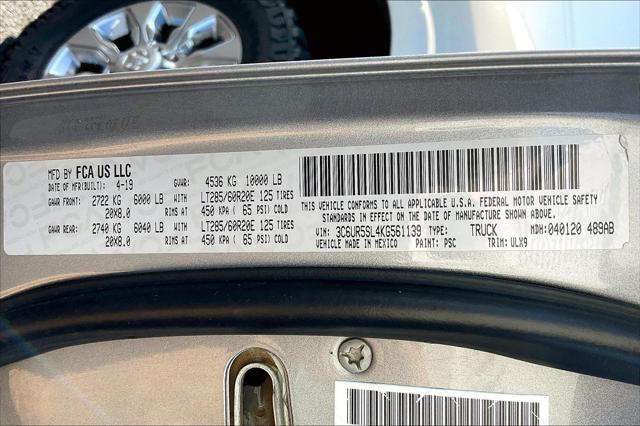 MFD BY FCA US LLC
DATE OF MFR(BUILT): 4-19 GVWR: 4536 KG 10000 LB
GAWR FRONT: 2722 KG 6000 LB WITH LT285/60R20E 125 TIRES
20X8.0 RIMS AT 450 KPA ( 65 PSI) COLD
GAWR REAR: 2740 KG 6040 LB WITH LT285/60R20E 125 TIRES
20X8.0 RIMS AT 450 KPA ( 65 PSI) COLD
THIS VEHICLE CONFORMS TO ALL APPLICABLE U.S.A. FEDERAL MOTOR VEHICLE SAFETY
STANDARDS IN EFFECT ON THE DATE OF MANUFACTURE SHOWN ABOVE.
VIN: 3C6UR5SL4KG561139 TYPE: TRUCK MDH: 040120 489AB
VEHICLE MADE IN MEXICO PAINT: PSC TRIM: ULX9